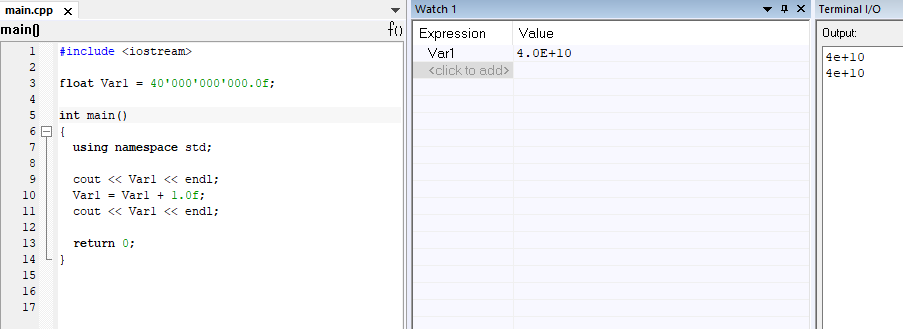 main.cpp
main()
f()
1 #include <iostream>
2
3 float Var1 = 40'000'000'000.0f;
4
5 int main()
6 {
7 using namespace std;
8
9 cout << Var1 << endl;
10 Var1 = Var1 + 1.0f;
11 cout << Var1 << endl;
12
13 return 0;
14 }
15
16
17
Watch 1
Expression Value
Var1 4.0E+10
<click to add>
Terminal I/O
Output:
4e+10
4e+10